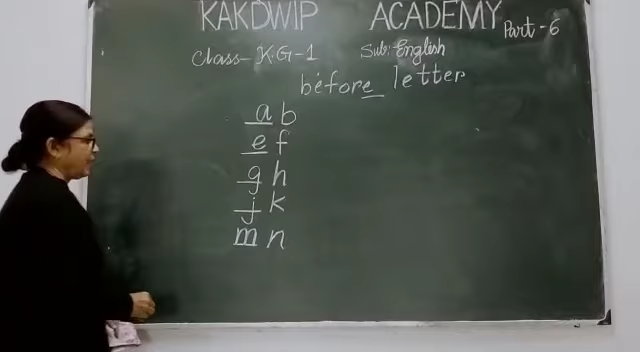 KAKDWIP ACADEMY Part-6
Class-K.G-1 Sub:-English
before letter
a b
e f
g h
j k
m n